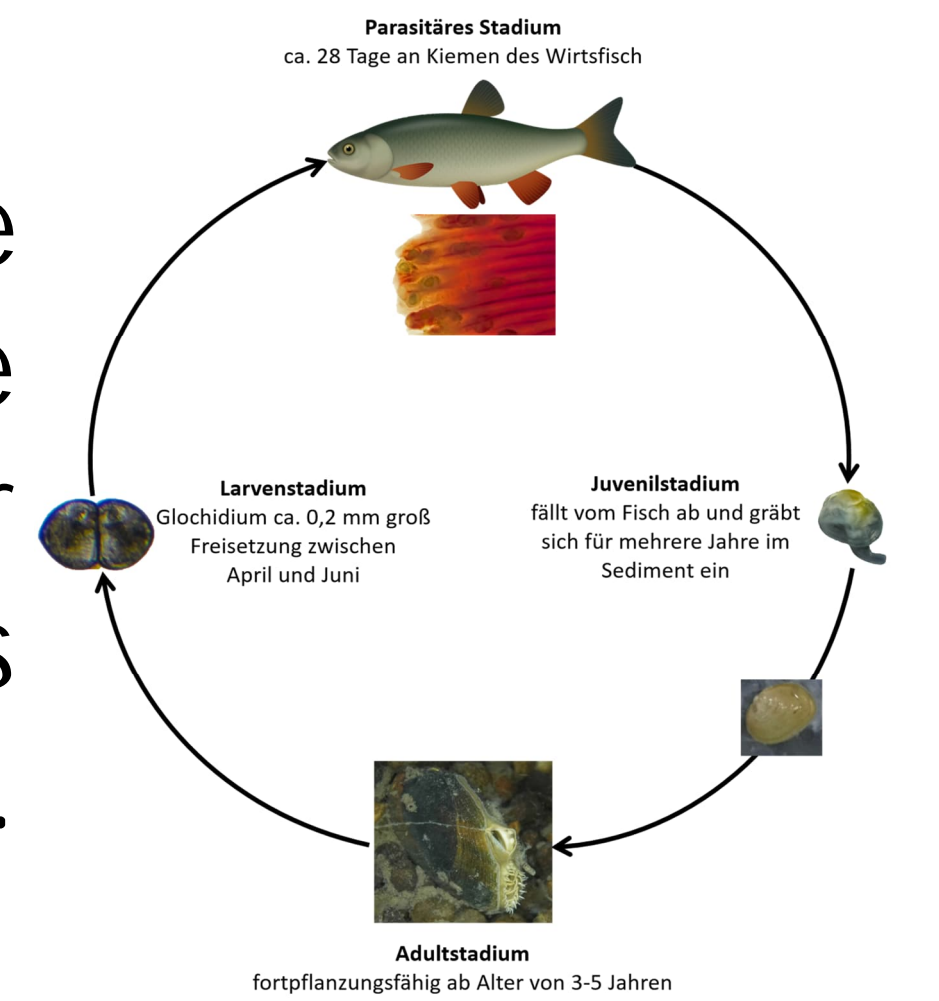 Parasitäres Stadium
ca. 28 Tage an Kiemen des Wirtsfisch
Larvenstadium
Glochidium ca. 0,2 mm groß
Freisetzung zwischen
April und Juni
Juvenilstadium
fällt vom Fisch ab und gräbt
sich für mehrere Jahre im
Sediment ein
Adultstadium
fortpflanzungsfähig ab Alter von 3-5 Jahren